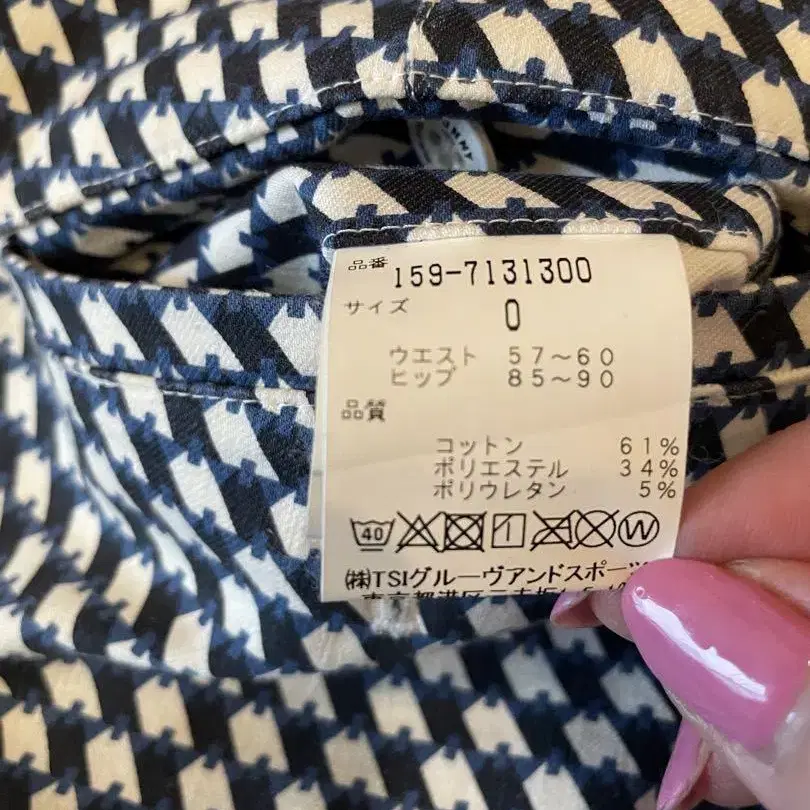 品番 159-7131300
サイズ 0
ウエスト 57～60
ヒップ 85～90
品質
コットン 61%
ポリエステル 34%
ポリウレタン 5%
40 W
㈱TSIグルーヴアンドスポーツ